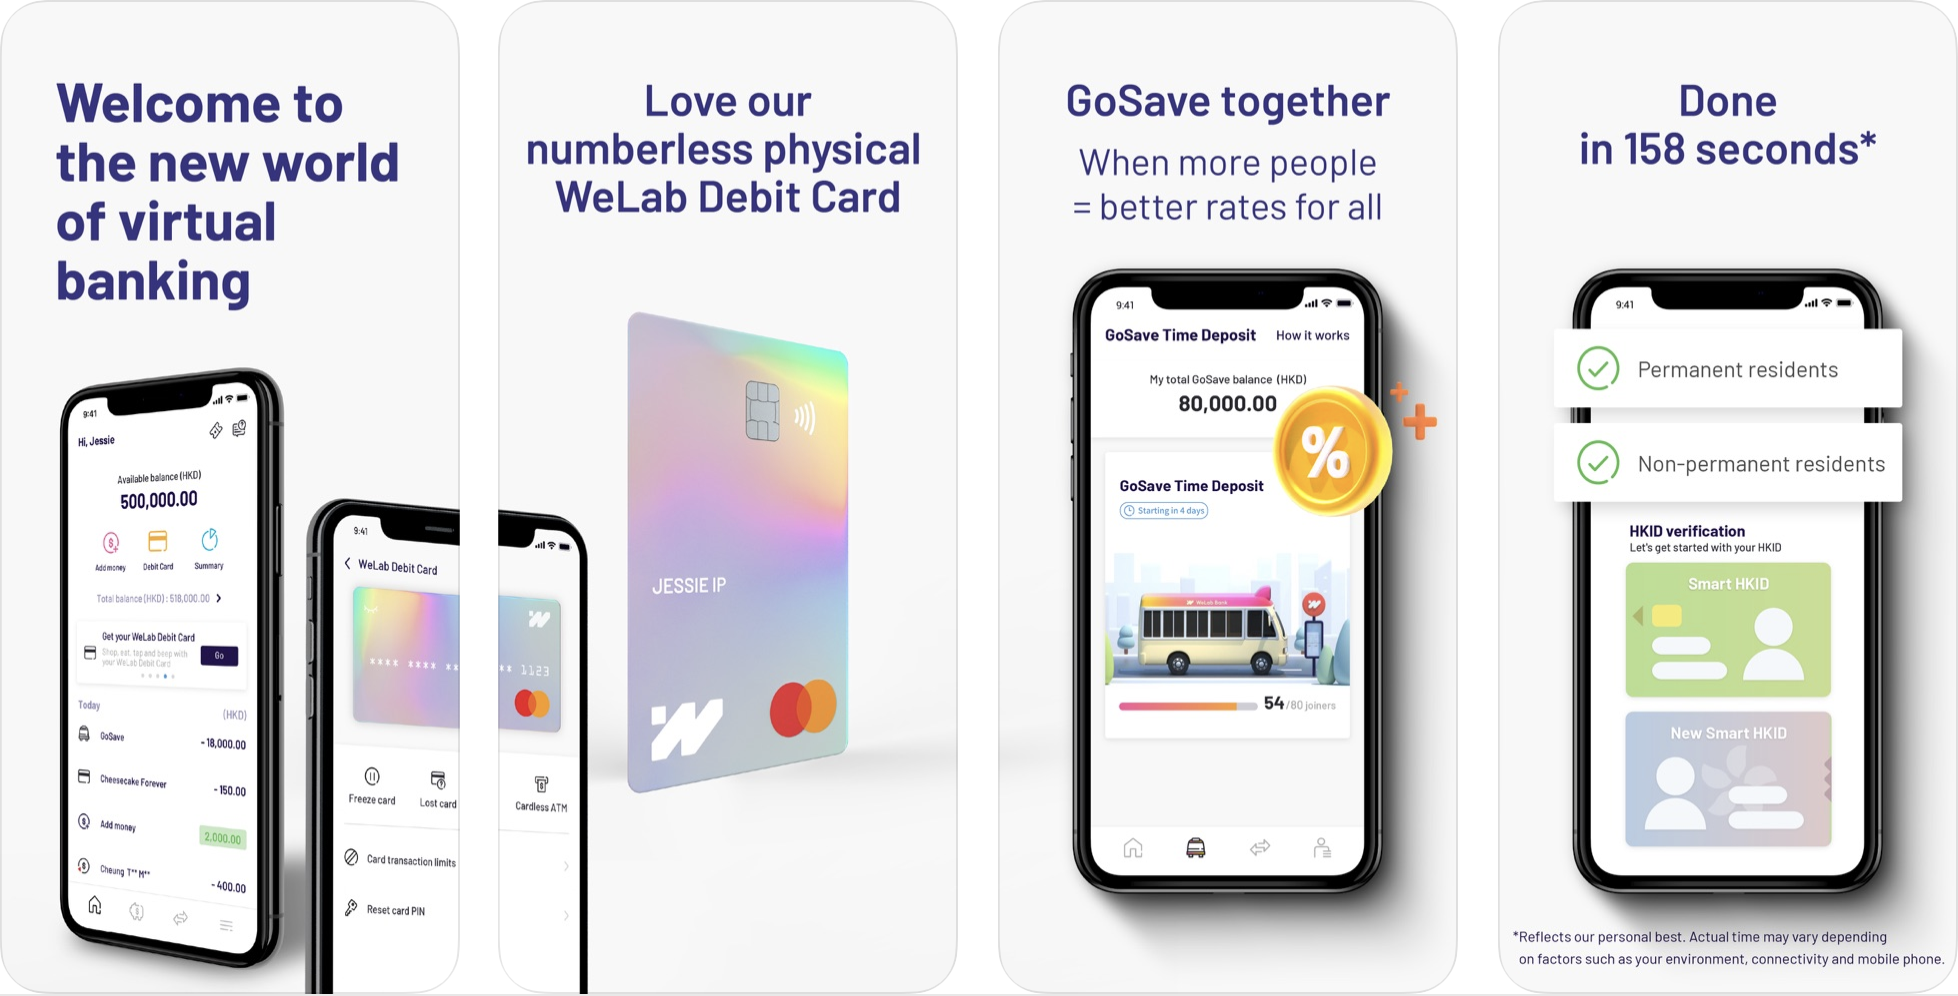 Welcome to
the new world
of virtual
banking
9:41
Hi, Jessie
Available balance (HKD)
500,000.00
Add money
Debit Card
Summary
Total balance (HKD) : 518,000.00
Get your WeLab Debit Card
Shop, eat, tap and beep with
your WeLab Debit Card
Go
Today
(HKD)
GoSave
- 18,000.00
Cheesecake Forever
- 150.00
Add money
2,000.00
Cheung T** M**
- 400.00
9:41
WeLab Debit Card
**** **** ** ** 1123
Freeze card
Lost card
Cardless ATM
Card transaction limits
Reset card PIN
Love our
numberless physical
WeLab Debit Card
JESSIE IP
GoSave together
When more people
= better rates for all
9:41
GoSave Time Deposit
How it works
My total GoSave balance (HKD)
80,000.00
%
GoSave Time Deposit
Starting in 4 days
WeLab Bank
54/80 joiners
Done
in 158 seconds*
9:41
Permanent residents
Non-permanent residents
HKID verification
Let's get started with your HKID
Smart HKID
New Smart HKID
*Reflects our personal best. Actual time may vary depending
on factors such as your environment, connectivity and mobile phone.